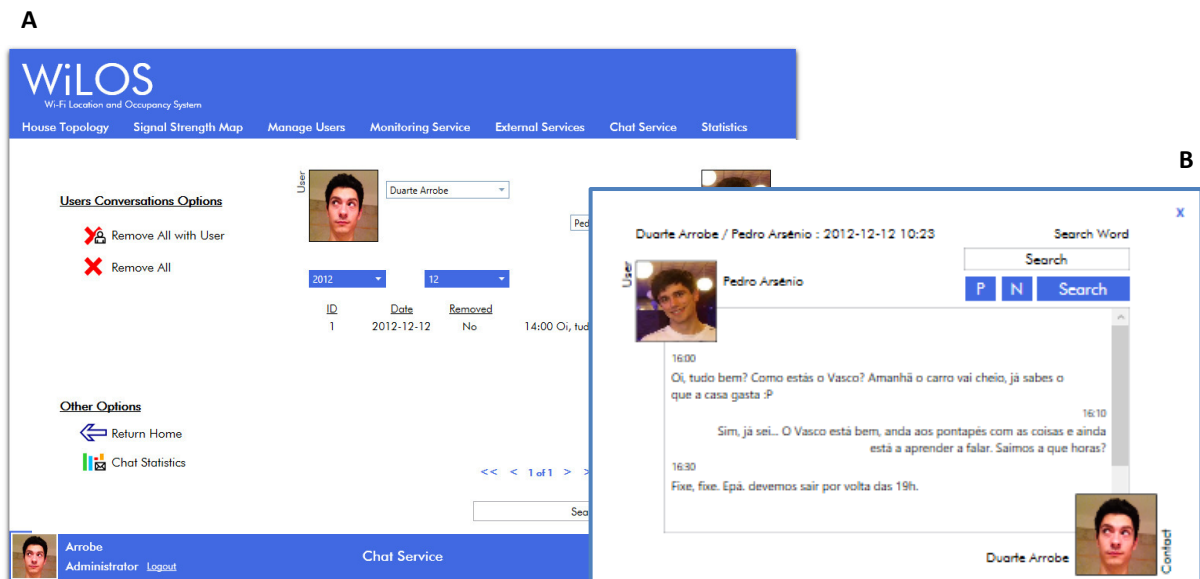 A
WiLOS
Wi-Fi Location and Occupancy System
House Topology Signal Strength Map Manage Users Monitoring Service External Services Chat Service Statistics
User
Duarte Arrobe
Users Conversations Options
Remove All with User
Remove All
Ped
2012 12
ID Date Removed
1 2012-12-12 No 14:00 Oi, tud
Other Options
Return Home
Chat Statistics
<< < 1 of 1 > >
Sea
Arrobe
Administrator Logout
Chat Service
B
x
Duarte Arrobe / Pedro Arsénio : 2012-12-12 10:23 Search Word
Search
User
Pedro Arsénio
P N Search
16:00
Oi, tudo bem? Como estás o Vasco? Amanhã o carro vai cheio, já sabes o
que a casa gasta :P
16:10
Sim, já sei... O Vasco está bem, anda aos pontapés com as coisas e ainda
está a aprender a falar. Saimos a que horas?
16:30
Fixe, fixe. Epá. devemos sair por volta das 19h.
Duarte Arrobe
Contact